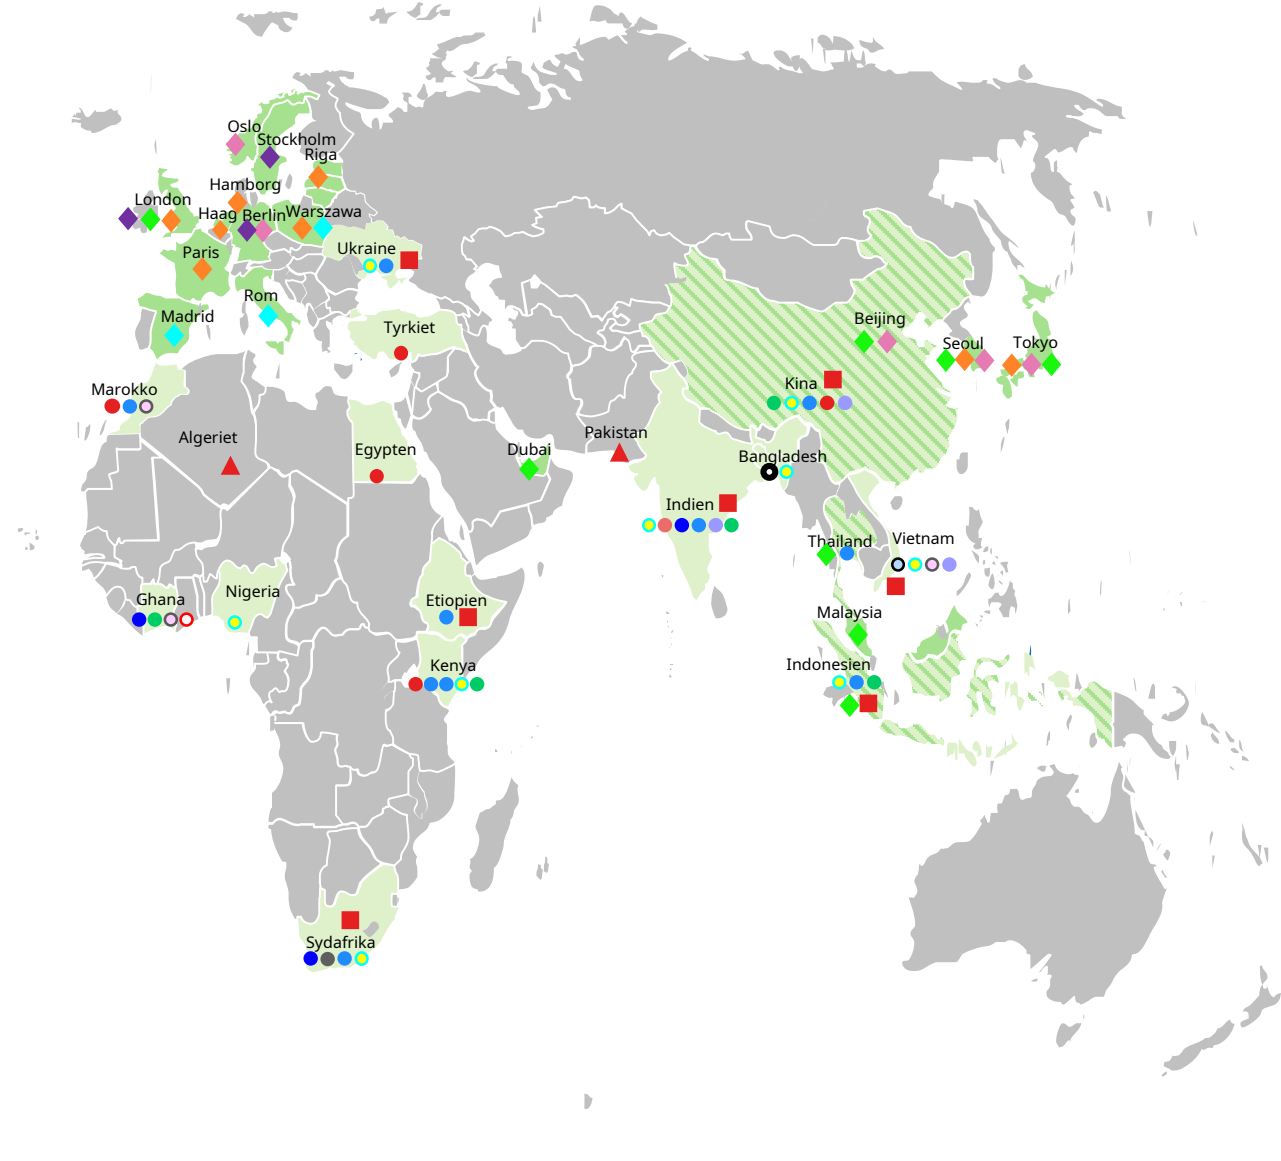 Oslo
Stockholm
Riga
Hamborg
London
Haag
Berlin
Warszawa
Ukraine
Paris
Rom
Madrid
Tyrkiet
Beijing
Seoul
Tokyo
Kina
Marokko
Algeriet
Egypten
Dubai
Pakistan
Bangladesh
Indien
Thailand
Vietnam
Ghana
Nigeria
Etiopien
Malaysia
Kenya
Indonesien
Sydafrika